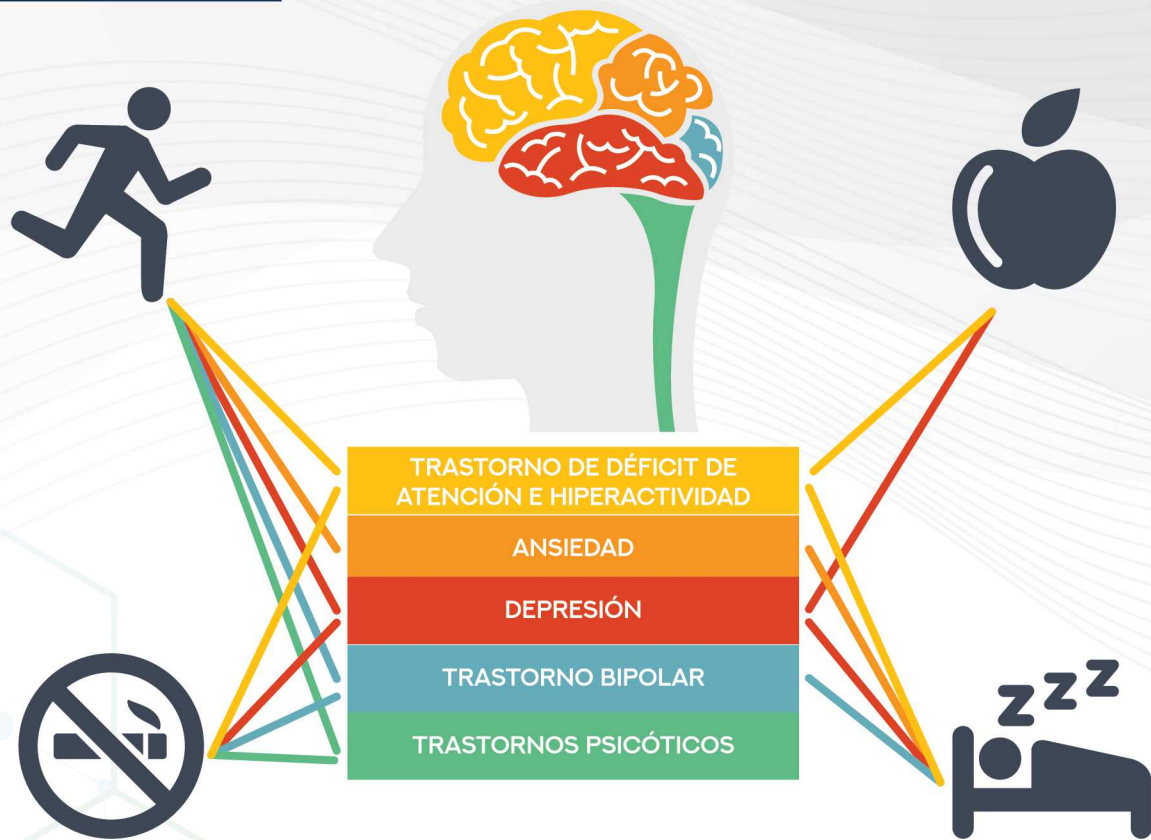 TRASTORNO DE DÉFICIT DE
ATENCIÓN E HIPERACTIVIDAD
ANSIEDAD
DEPRESIÓN
TRASTORNO BIPOLAR
TRASTORNOS PSICÓTICOS
Z Z Z